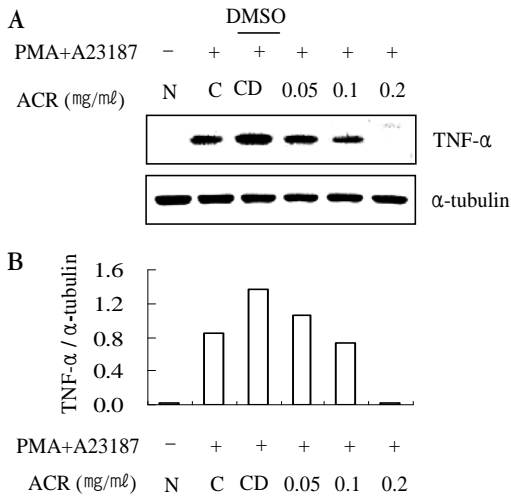 A
DMSO
PMA+A23187 − + + + + +
ACR (㎎/㎖) N C CD 0.05 0.1 0.2
TNF-α
α-tubulin
B
TNF-α / α-tubulin
1.6
1.2
0.8
0.4
0.0
PMA+A23187 − + + + + +
ACR (㎎/㎖) N C CD 0.05 0.1 0.2